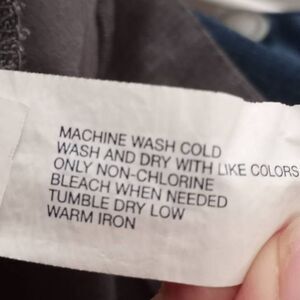 MACHINE WASH COLD
WASH AND DRY WITH LIKE COLORS
ONLY NON-CHLORINE
BLEACH WHEN NEEDED
TUMBLE DRY LOW
WARM IRON